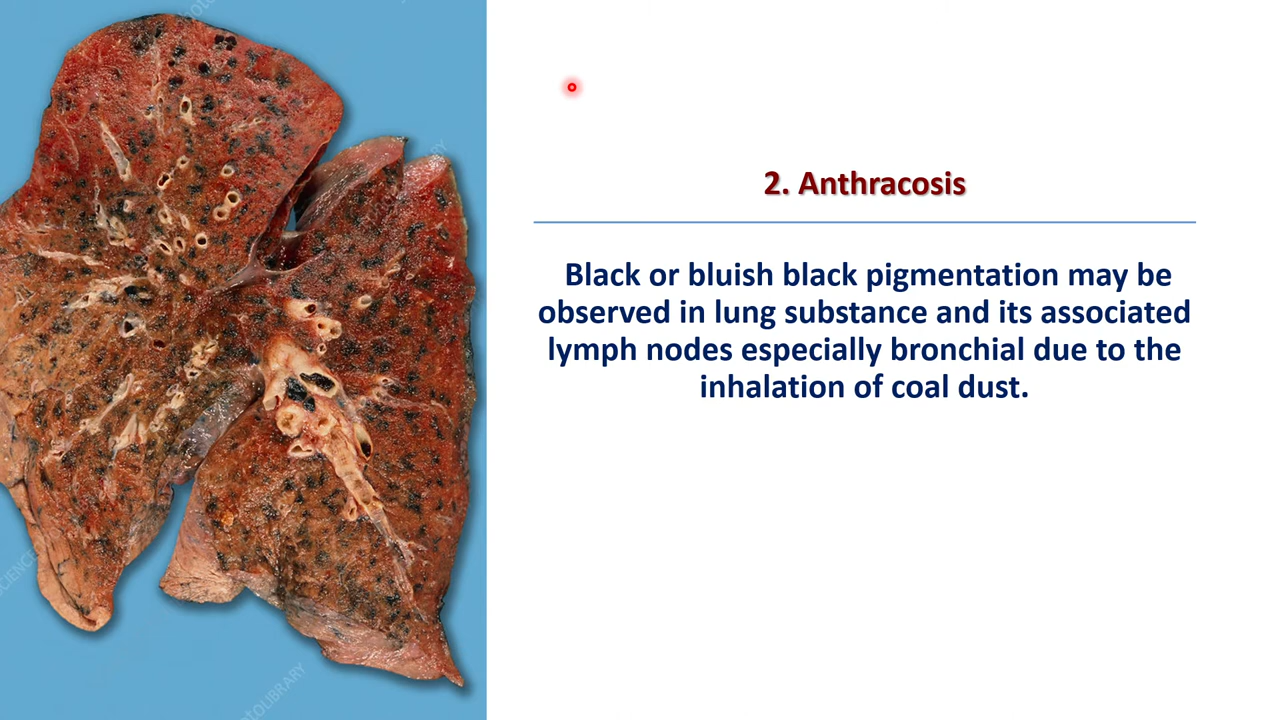 2. Anthracosis
Black or bluish black pigmentation may be
observed in lung substance and its associated
lymph nodes especially bronchial due to the
inhalation of coal dust.